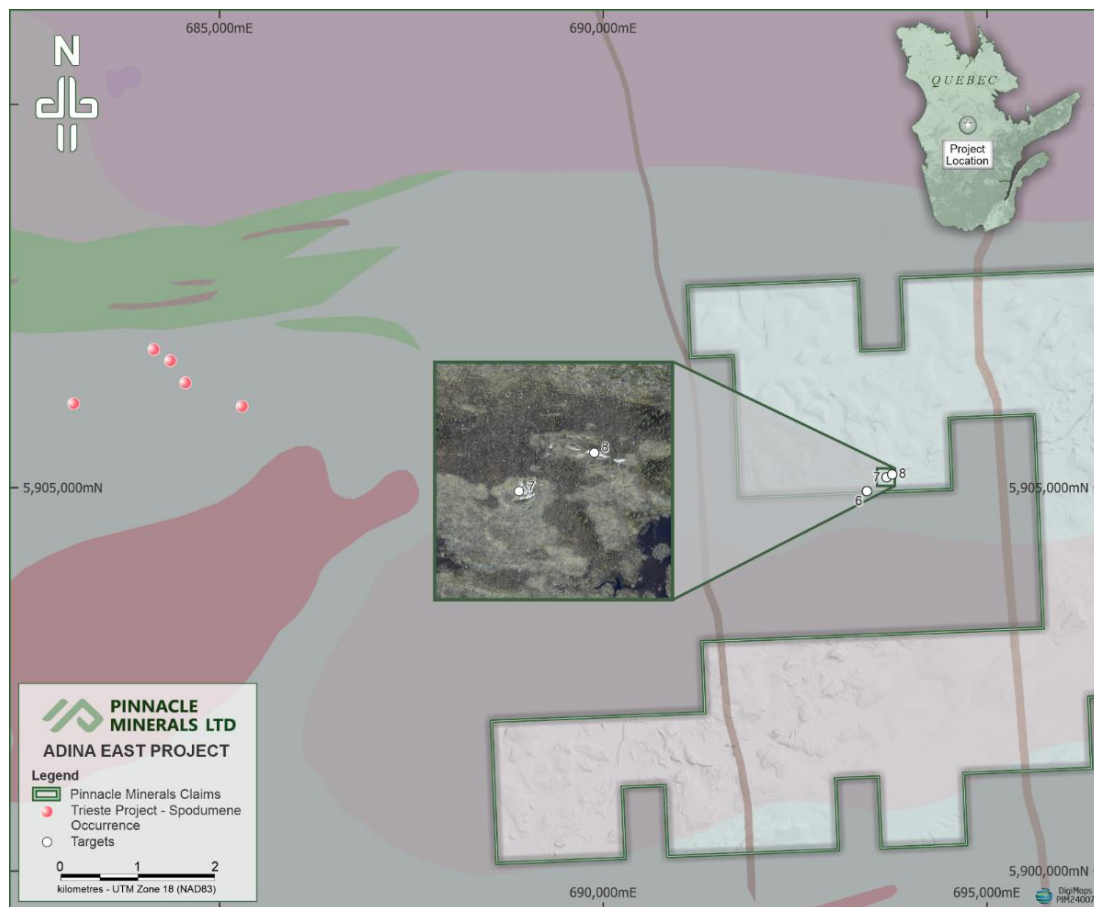 685,000mE
690,000mE
N
QUEBEC
Project
Location
8
7
5,905,000mN
7
8
6
5,905,000mN
PINNACLE
MINERALS LTD
ADINA EAST PROJECT
Legend
Pinnacle Minerals Claims
Trieste Project - Spodumene
Occurrence
Targets
0 1 2
kilometres - UTM Zone 18 (NAD83)
5,900,000mN
690,000mE
695,000mE
DigiMaps
PIM24007